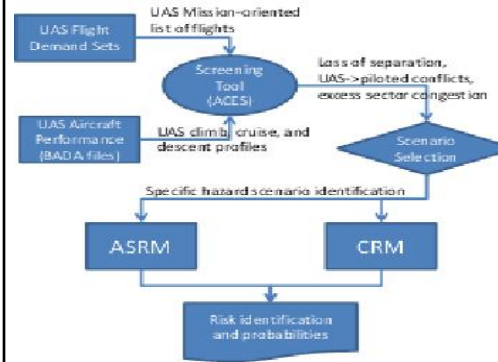 UAS Flight
Demand Sets
UAS Mission-oriented
list of flights
Screening
Tool
(ACES)
Loss of separation,
UAS->piloted conflicts,
excess sector congestion
UAS Aircraft
Performance
(BADA files)
UAS climb, cruise, and
descent profiles
Scenario
Selection
Specific hazard scenario identification
ASRM
CRM
Risk identification
and probabilities